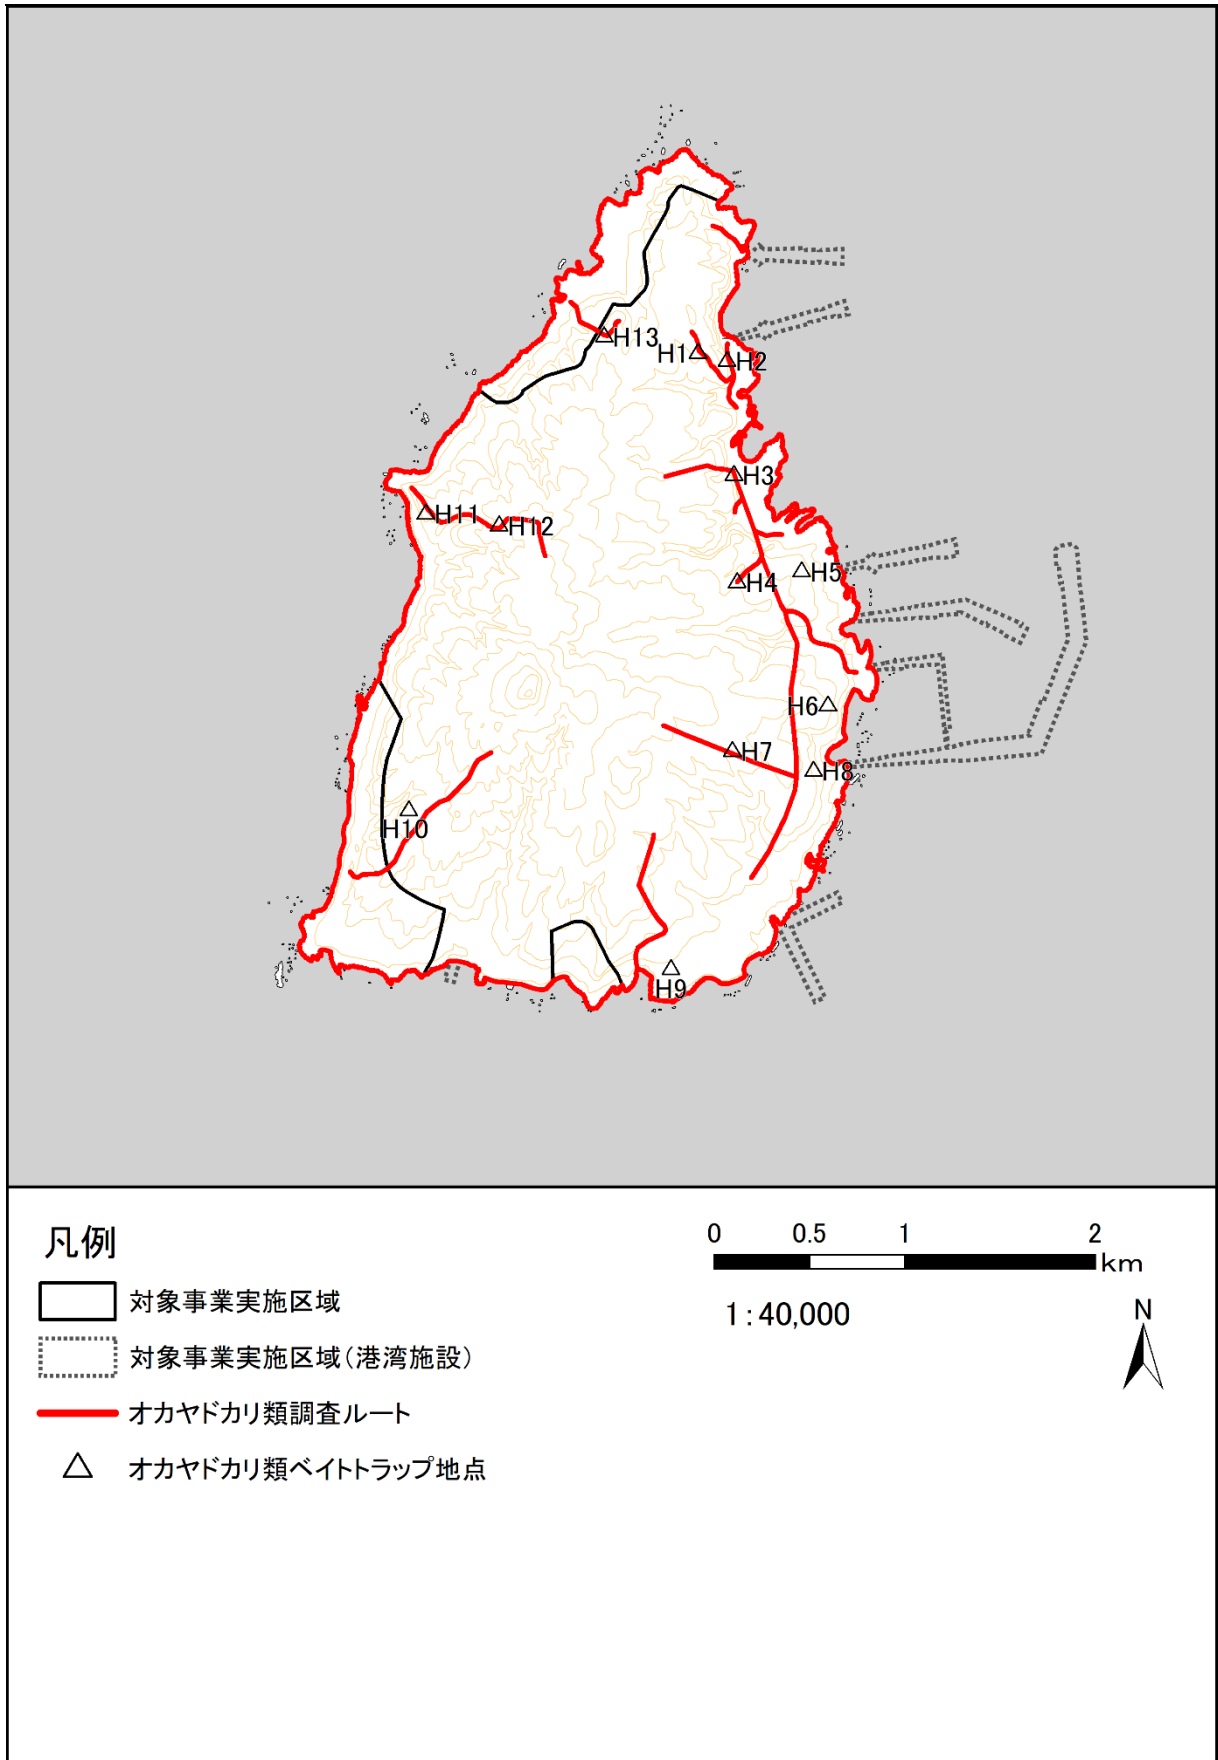 H13
H1
H2
H3
H11
H12
H5
H4
H6
H7
H8
H10
H9
凡例
対象事業実施区域
対象事業実施区域（港湾施設）
オカヤドカリ類調査ルート
オカヤドカリ類ベイトトラップ地点
0 0.5 1 2
km
1：40,000
N